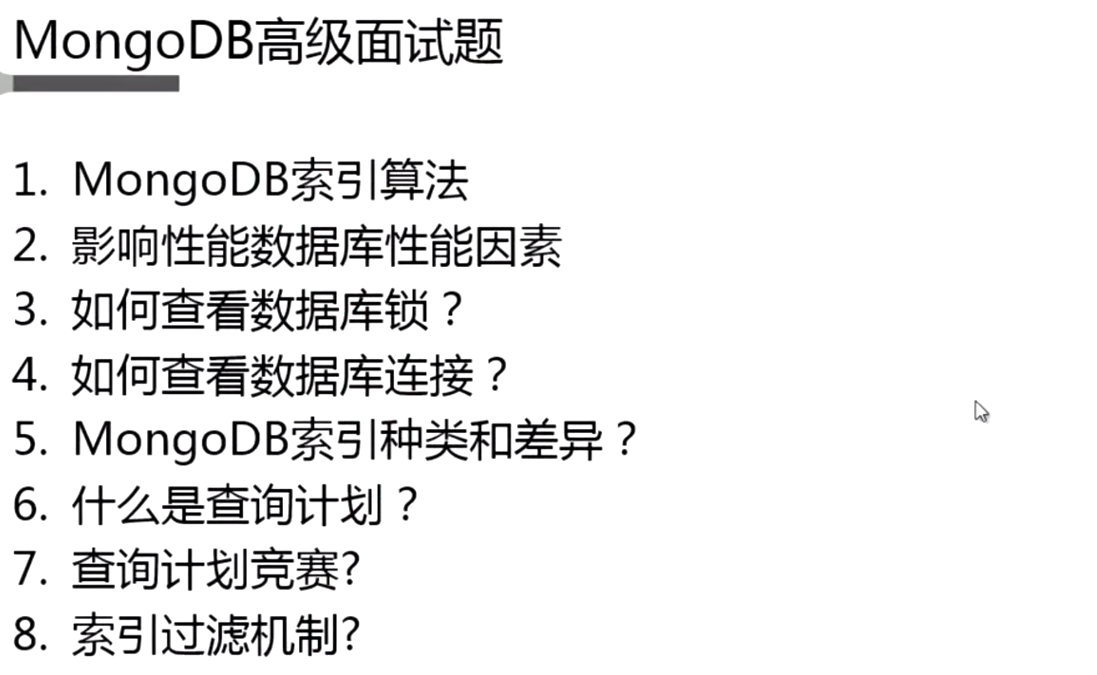 MongoDB高级面试题
1. MongoDB索引算法
2. 影响性能数据库性能因素
3. 如何查看数据库锁？
4. 如何查看数据库连接？
5. MongoDB索引种类和差异？
6. 什么是查询计划？
7. 查询计划竞赛?
8. 索引过滤机制?